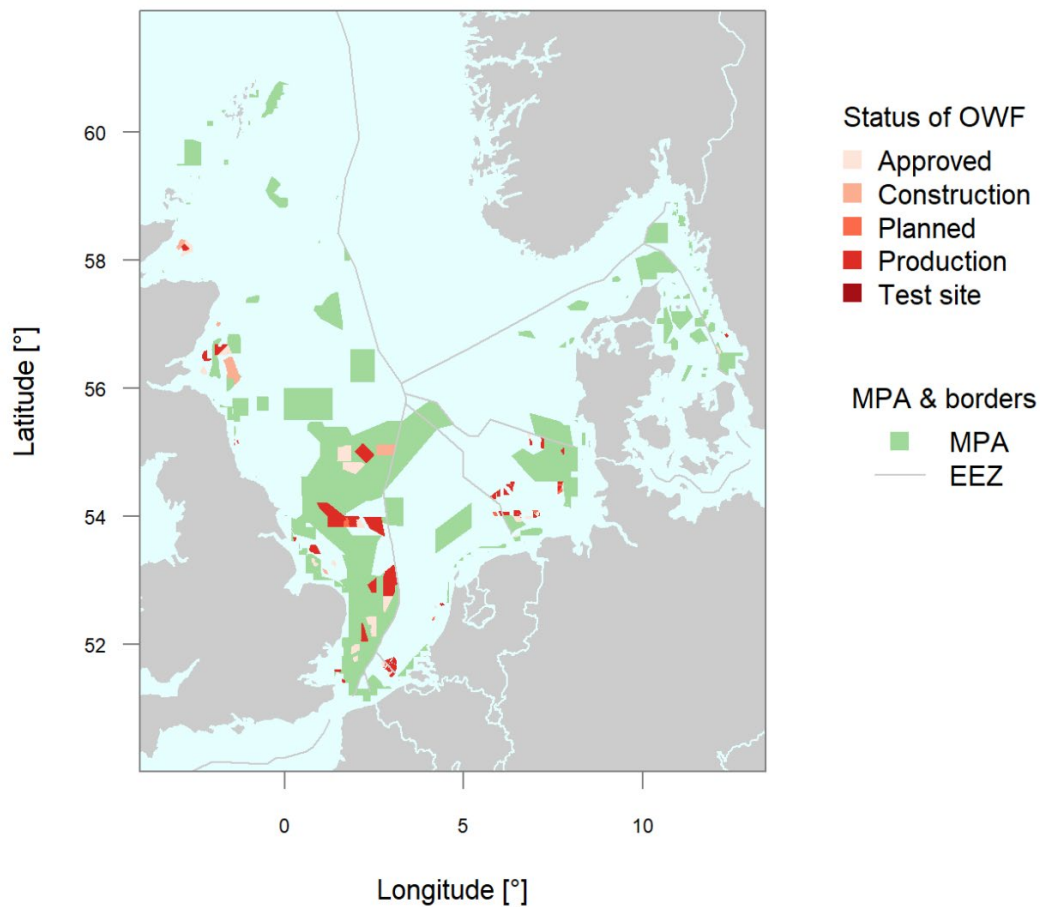 Status of OWF
Approved
Construction
Planned
Production
Test site
MPA & borders
MPA
EEZ
Latitude [°]
60
58
56
54
52
0 5 10
Longitude [°]